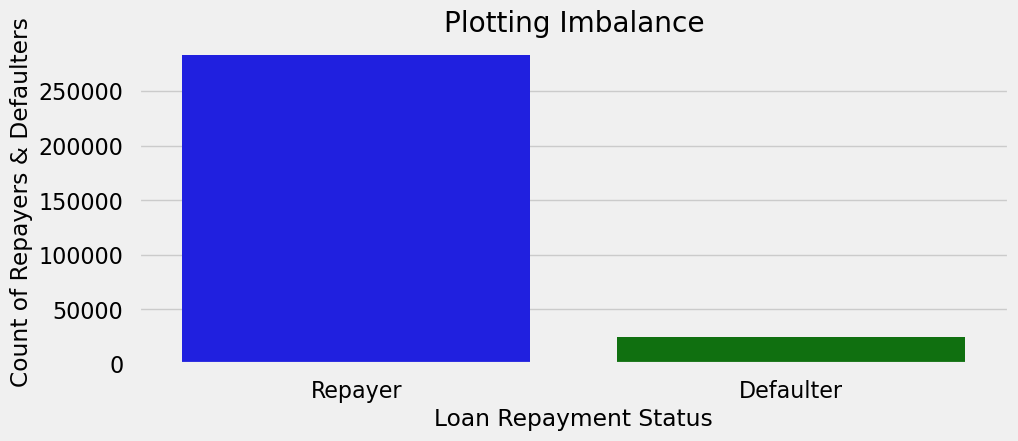 Plotting Imbalance
Count of Repayers & Defaulters
250000
200000
150000
100000
50000
0
Repayer Defaulter
Loan Repayment Status